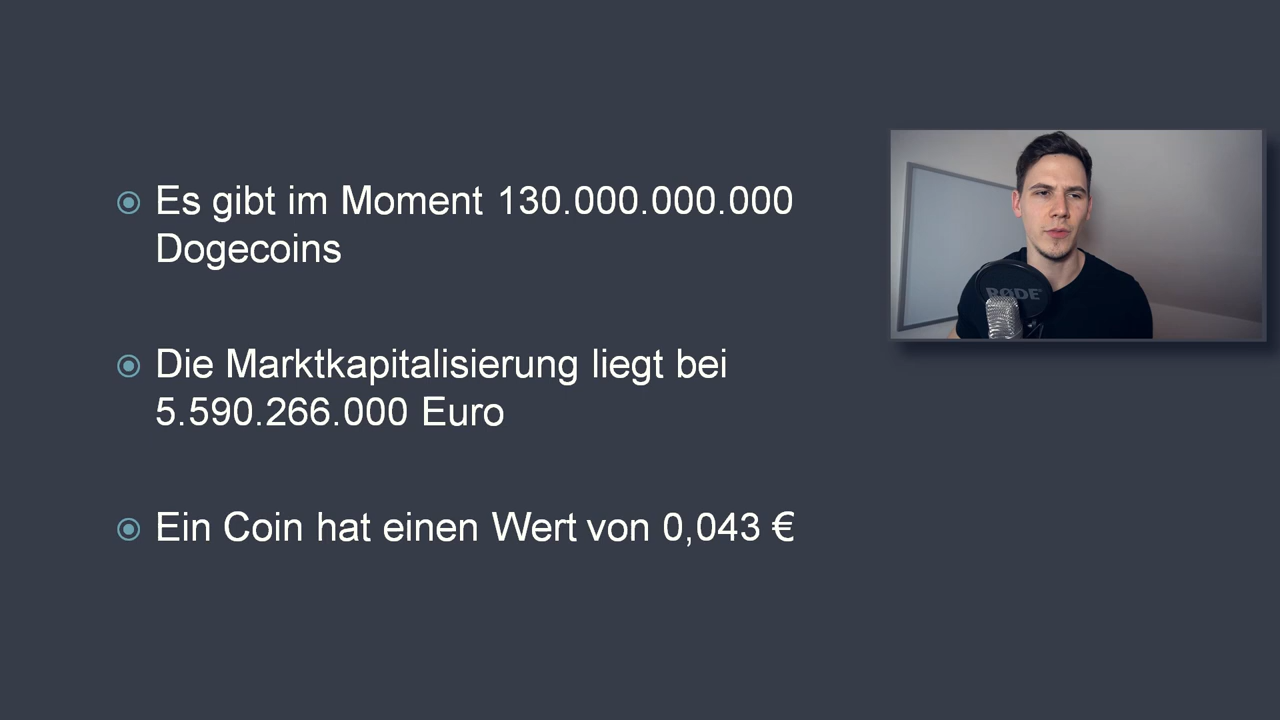 Es gibt im Moment 130.000.000.000
Dogecoins
Die Marktkapitalisierung liegt bei
5.590.266.000 Euro
Ein Coin hat einen Wert von 0,043 €
RØDE